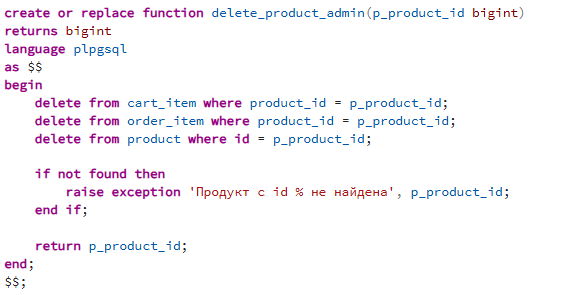 create or replace function delete_product_admin(p_product_id bigint)
returns bigint
language plpgsql
as $$
begin
    delete from cart_item where product_id = p_product_id;
    delete from order_item where product_id = p_product_id;
    delete from product where id = p_product_id;

    if not found then
        raise exception 'Продукт с id % не найдена', p_product_id;
    end if;

    return p_product_id;
end;
$$;